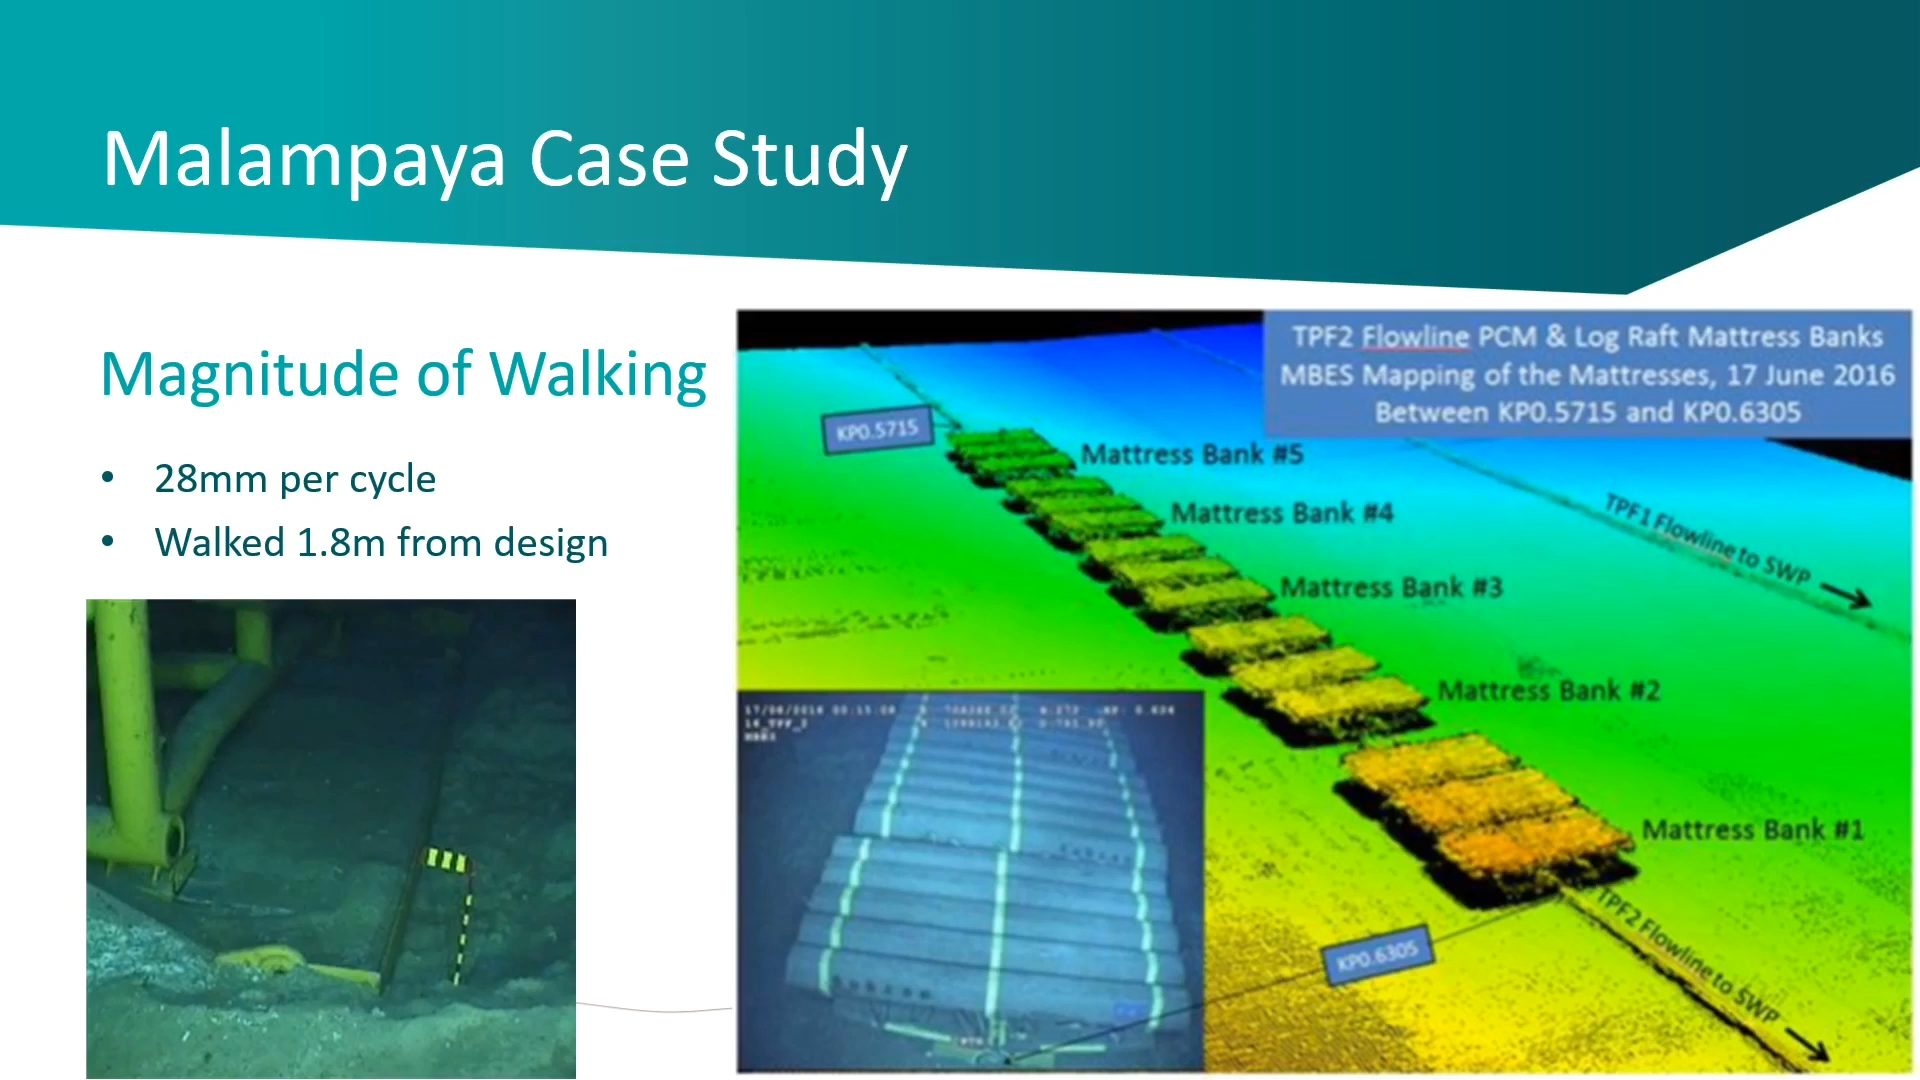 Malampaya Case Study
Magnitude of Walking
• 28mm per cycle
• Walked 1.8m from design
TPF2 Flowline PCM & Log Raft Mattress Banks
MBES Mapping of the Mattresses, 17 June 2016
Between KP0.5715 and KP0.6305
KP0.5715
Mattress Bank #5
Mattress Bank #4
TPF1 Flowline to SWP
Mattress Bank #3
Mattress Bank #2
Mattress Bank #1
TPF2 Flowline to SWP
KP0.6305